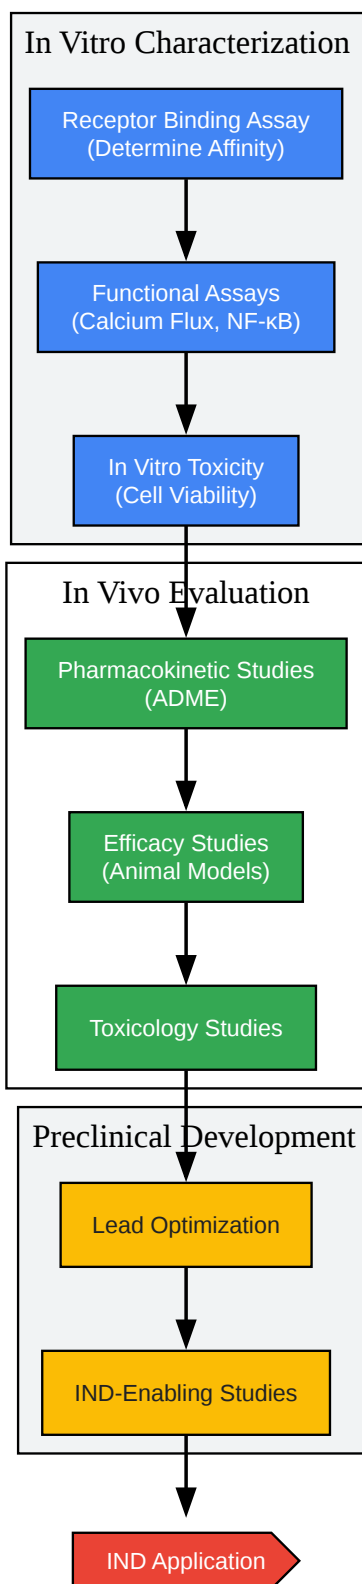 In Vitro Characterization
Receptor Binding Assay
(Determine Affinity)
Functional Assays
(Calcium Flux, NF-κB)
In Vitro Toxicity
(Cell Viability)
In Vivo Evaluation
Pharmacokinetic Studies
(ADME)
Efficacy Studies
(Animal Models)
Toxicology Studies
Preclinical Development
Lead Optimization
IND-Enabling Studies
IND Application